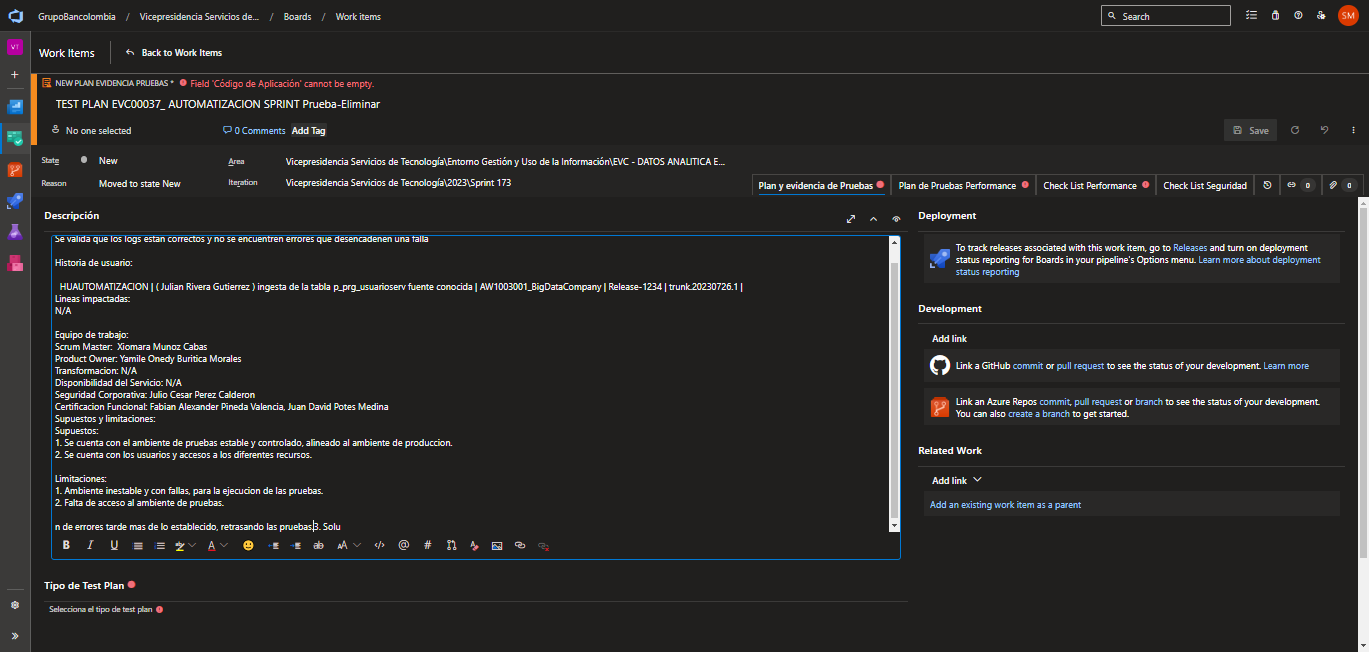 GrupoBancolombia / Vicepresidencia Servicios de... / Boards / Work items
Search
SM
VT
Work Items
Back to Work Items
NEW PLAN EVIDENCIA PRUEBAS * Field 'Código de Aplicación' cannot be empty.
TEST PLAN EVC00037_ AUTOMATIZACION SPRINT Prueba-Eliminar
No one selected
0 Comments
Add Tag
Save
State
New
Area
Vicepresidencia Servicios de Tecnología\Entorno Gestión y Uso de la Información\EVC - DATOS ANALITICA E...
Reason
Moved to state New
Iteration
Vicepresidencia Servicios de Tecnología\2023\Sprint 173
Plan y evidencia de Pruebas
Plan de Pruebas Performance
Check List Performance
Check List Seguridad
0
0
Descripción
Se valida que los logs estan correctos y no se encuentren errores que desencadenen una falla
Historia de usuario:
HUAUTOMATIZACION | ( Julian Rivera Gutierrez ) ingesta de la tabla p_prg_usuarioserv fuente conocida | AW1003001_BigDataCompany | Release-1234 | trunk.20230726.1 |
Lineas impactadas:
N/A
Equipo de trabajo:
Scrum Master: Xiomara Munoz Cabas
Product Owner: Yamile Onedy Buritica Morales
Transformacion: N/A
Disponibilidad del Servicio: N/A
Seguridad Corporativa: Julio Cesar Perez Calderon
Certificacion Funcional: Fabian Alexander Pineda Valencia, Juan David Potes Medina
Supuestos y limitaciones:
Supuestos:
1. Se cuenta con el ambiente de pruebas estable y controlado, alineado al ambiente de produccion.
2. Se cuenta con los usuarios y accesos a los diferentes recursos.
Limitaciones:
1. Ambiente inestable y con fallas, para la ejecucion de las pruebas.
2. Falta de acceso al ambiente de pruebas.
n de errores tarde mas de lo establecido, retrasando las pruebas.3. Solu
Tipo de Test Plan
Selecciona el tipo de test plan
Deployment
To track releases associated with this work item, go to Releases and turn on deployment
status reporting for Boards in your pipeline's Options menu. Learn more about deployment
status reporting
Development
Add link
Link a GitHub commit or pull request to see the status of your development. Learn more
Link an Azure Repos commit, pull request or branch to see the status of your development.
You can also create a branch to get started.
Related Work
Add link
Add an existing work item as a parent